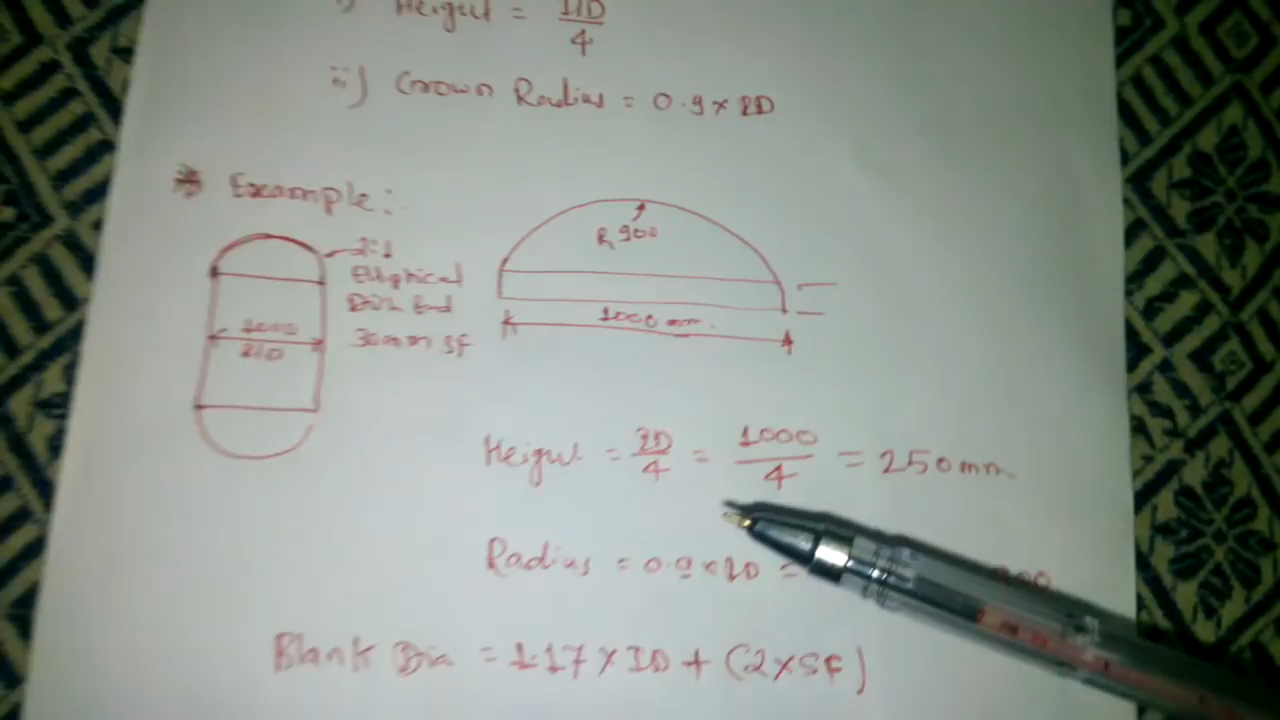 i) Height = ID/4
ii) Crown Radius = 0.9 x ID
* Example:-
2:1
Elliptical
Dish End
30mm SF
1000
ID
R 900
1000 mm.
Height = ID/4 = 1000/4 = 250mm
Radius = 0.9 x ID =
Blank Dia = 1.17 x ID + (2 x SF)